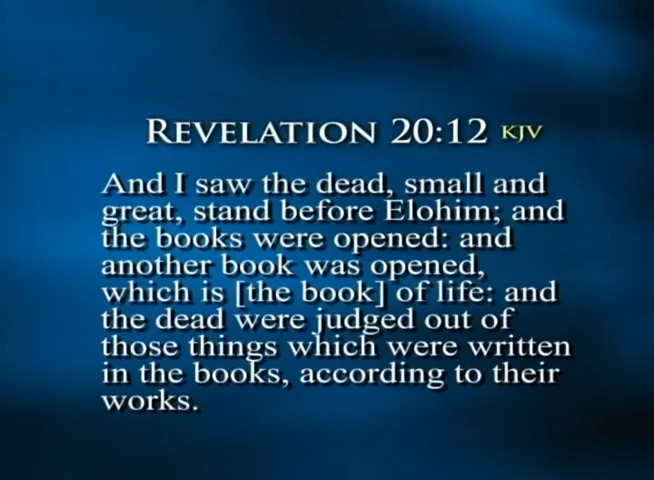 REVELATION 20:12 KJV
And I saw the dead, small and
great, stand before Elohim; and
the books were opened: and
another book was opened,
which is [the book] of life: and
the dead were judged out of
those things which were written
in the books, according to their
works.